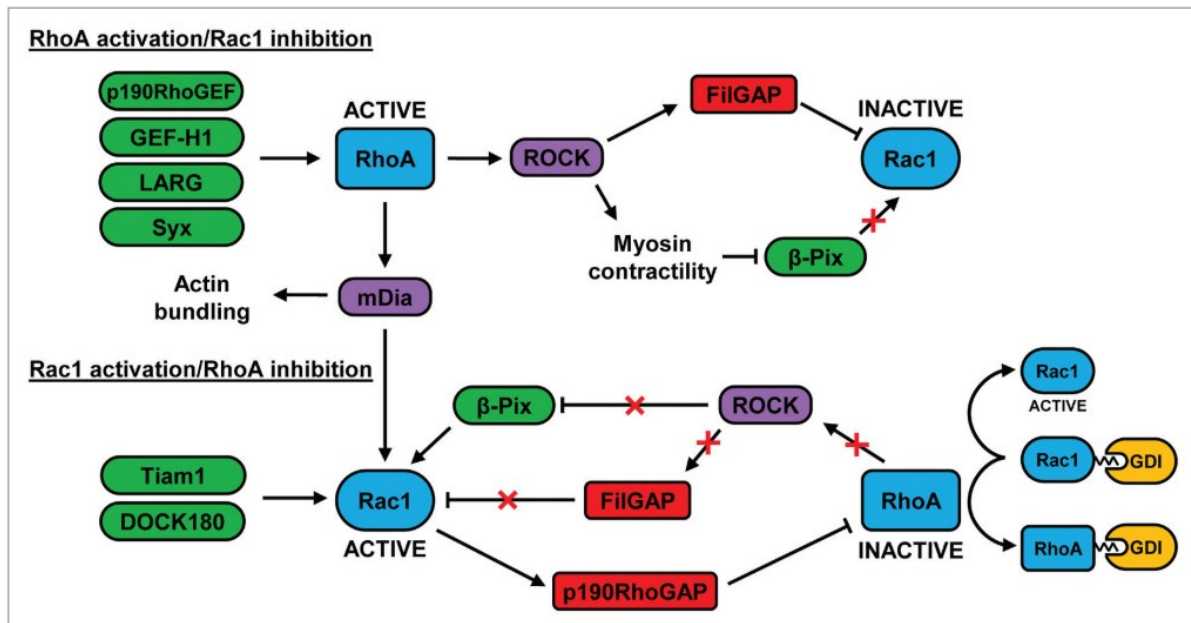 RhoA activation/Rac1 inhibition
p190RhoGEF
GEF-H1
LARG
Syx
ACTIVE
RhoA
ROCK
FilGAP
INACTIVE
Rac1
Myosin
contractility
β-Pix
Actin
bundling
mDia
Rac1 activation/RhoA inhibition
Tiam1
DOCK180
β-Pix
ROCK
Rac1
ACTIVE
FilGAP
RhoA
INACTIVE
p190RhoGAP
Rac1
ACTIVE
Rac1
GDI
RhoA
GDI